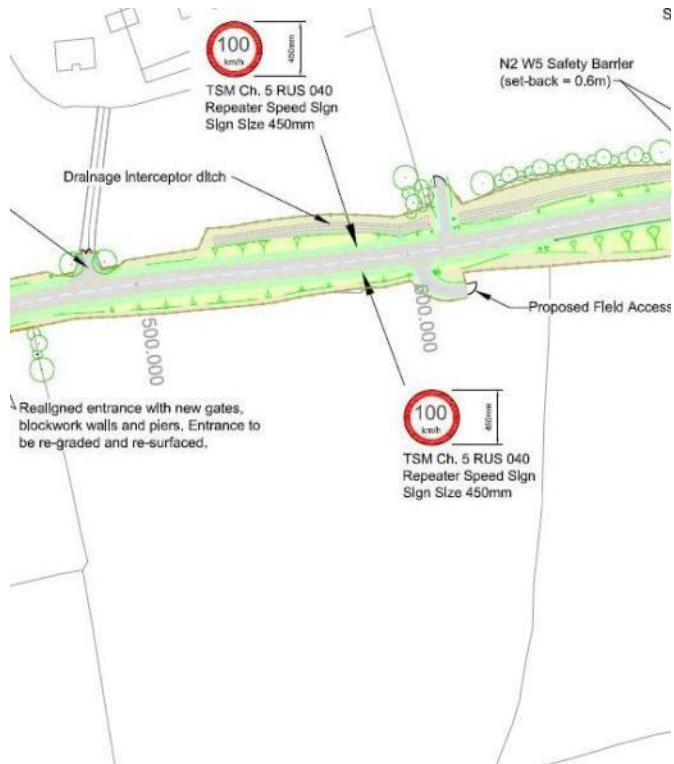 S
100
km/h
450mm
TSM Ch. 5 RUS 040
Repeater Speed Sign
Sign Size 450mm
N2 W5 Safety Barrier
(set-back = 0.6m)
Drainage Interceptor ditch
500.000
600.000
Proposed Field Access
Realigned entrance with new gates,
blockwork walls and piers. Entrance to
be re-graded and re-surfaced.
100
km/h
450mm
TSM Ch. 5 RUS 040
Repeater Speed Sign
Sign Size 450mm